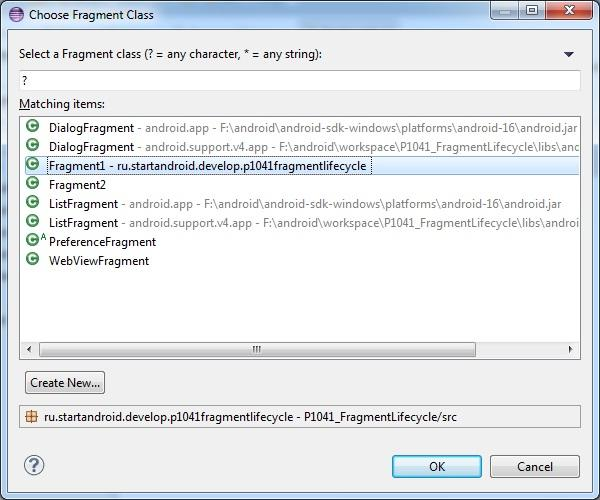 Choose Fragment Class
Select a Fragment class (? = any character, * = any string):
?
Matching items:
DialogFragment - android.app - F:\android\android-sdk-windows\platforms\android-16\android.jar
DialogFragment - android.support.v4.app - F:\android\workspace\P1041_FragmentLifecycle\libs\andro
Fragment1 - ru.startandroid.develop.p1041fragmentlifecycle
Fragment2
ListFragment - android.app - F:\android\android-sdk-windows\platforms\android-16\android.jar
ListFragment - android.support.v4.app - F:\android\workspace\P1041_FragmentLifecycle\libs\androi
A PreferenceFragment
WebViewFragment
Create New...
ru.startandroid.develop.p1041fragmentlifecycle - P1041_FragmentLifecycle/src
? OK Cancel